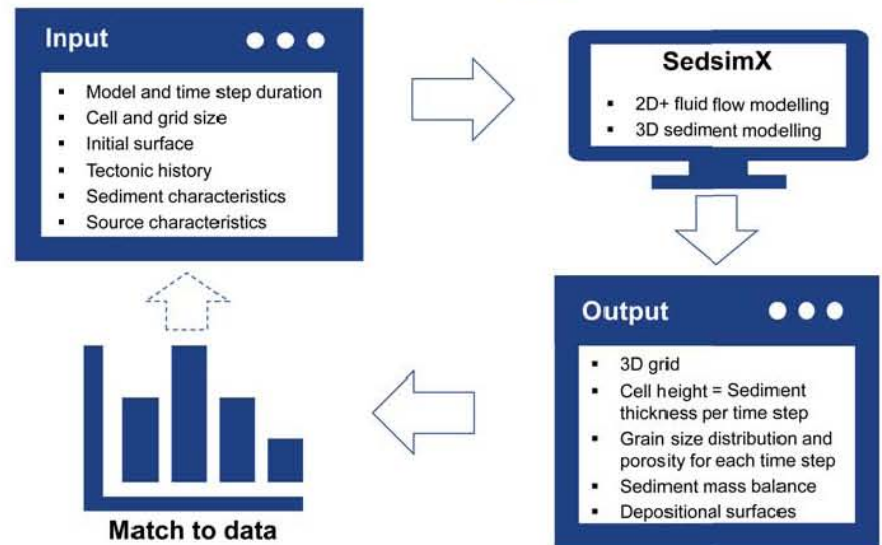 Input
▪ Model and time step duration
▪ Cell and grid size
▪ Initial surface
▪ Tectonic history
▪ Sediment characteristics
▪ Source characteristics
SedsimX
▪ 2D+ fluid flow modelling
▪ 3D sediment modelling
Output
▪ 3D grid
▪ Cell height = Sediment
thickness per time step
▪ Grain size distribution and
porosity for each time step
▪ Sediment mass balance
▪ Depositional surfaces
Match to data